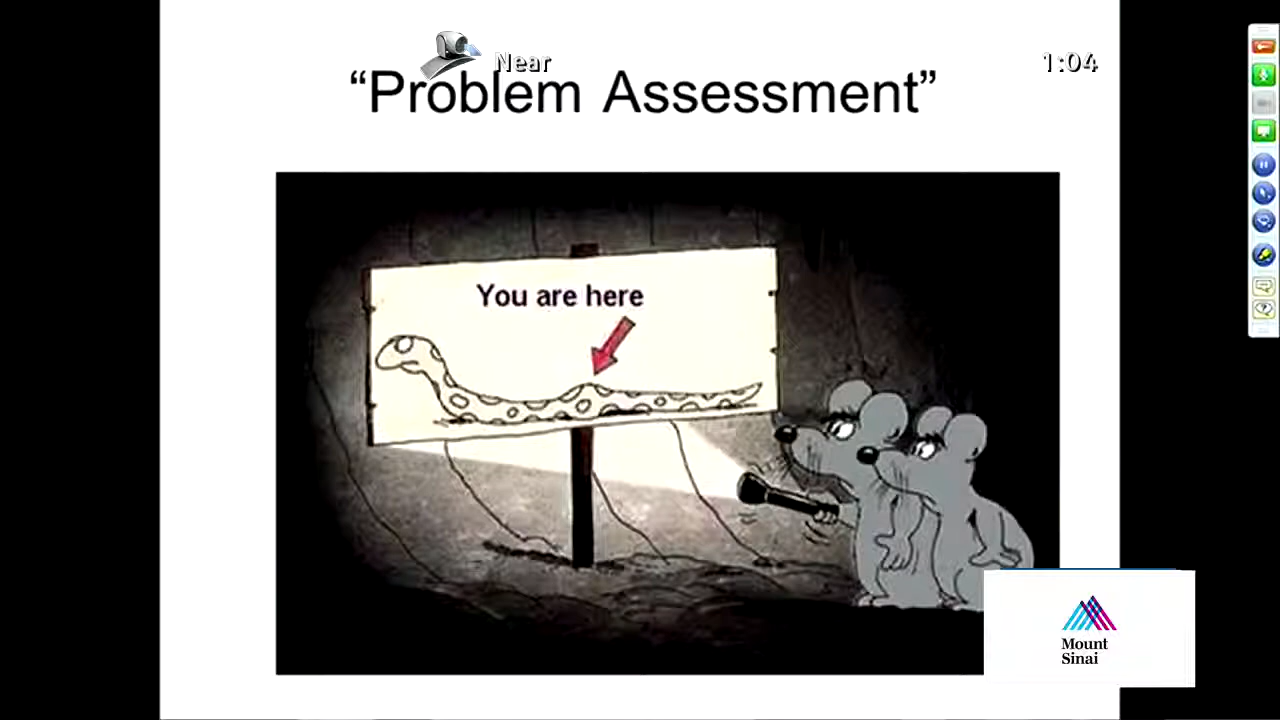 Near
1:04
“Problem Assessment”
You are here
Mount
Sinai